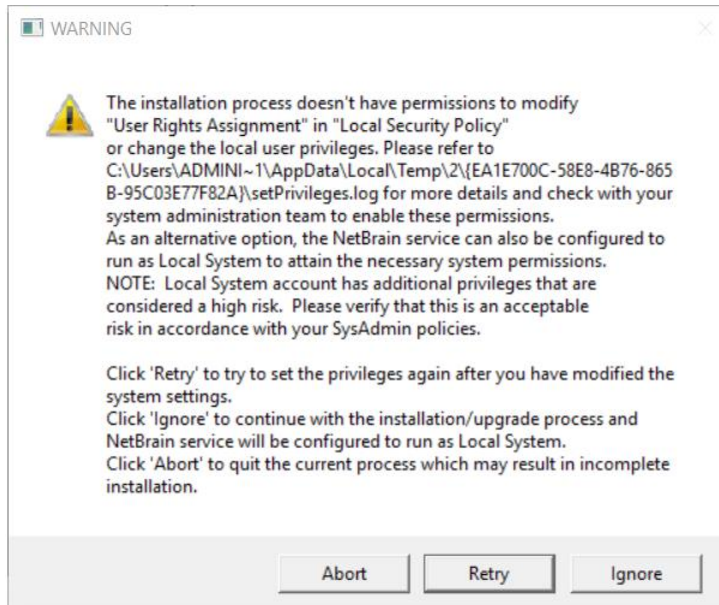 WARNING
The installation process doesn't have permissions to modify
"User Rights Assignment" in "Local Security Policy"
or change the local user privileges. Please refer to
C:\Users\ADMINI~1\AppData\Local\Temp\2\{EA1E700C-58E8-4B76-865
B-95C03E77F82A}\setPrivileges.log for more details and check with your
system administration team to enable these permissions.
As an alternative option, the NetBrain service can also be configured to
run as Local System to attain the necessary system permissions.
NOTE:  Local System account has additional privileges that are
considered a high risk.  Please verify that this is an acceptable
risk in accordance with your SysAdmin policies.
Click 'Retry' to try to set the privileges again after you have modified the
system settings.
Click 'Ignore' to continue with the installation/upgrade process and
NetBrain service will be configured to run as Local System.
Click 'Abort' to quit the current process which may result in incomplete
installation.
Abort Retry Ignore